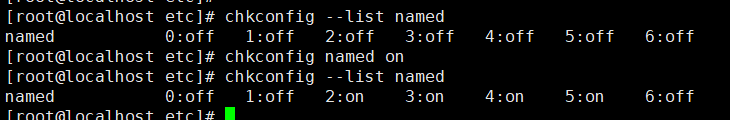 [root@localhost etc]# chkconfig --list named
named 0:off 1:off 2:off 3:off 4:off 5:off 6:off
[root@localhost etc]# chkconfig named on
[root@localhost etc]# chkconfig --list named
named 0:off 1:off 2:on 3:on 4:on 5:on 6:off
[root@localhost etc]#